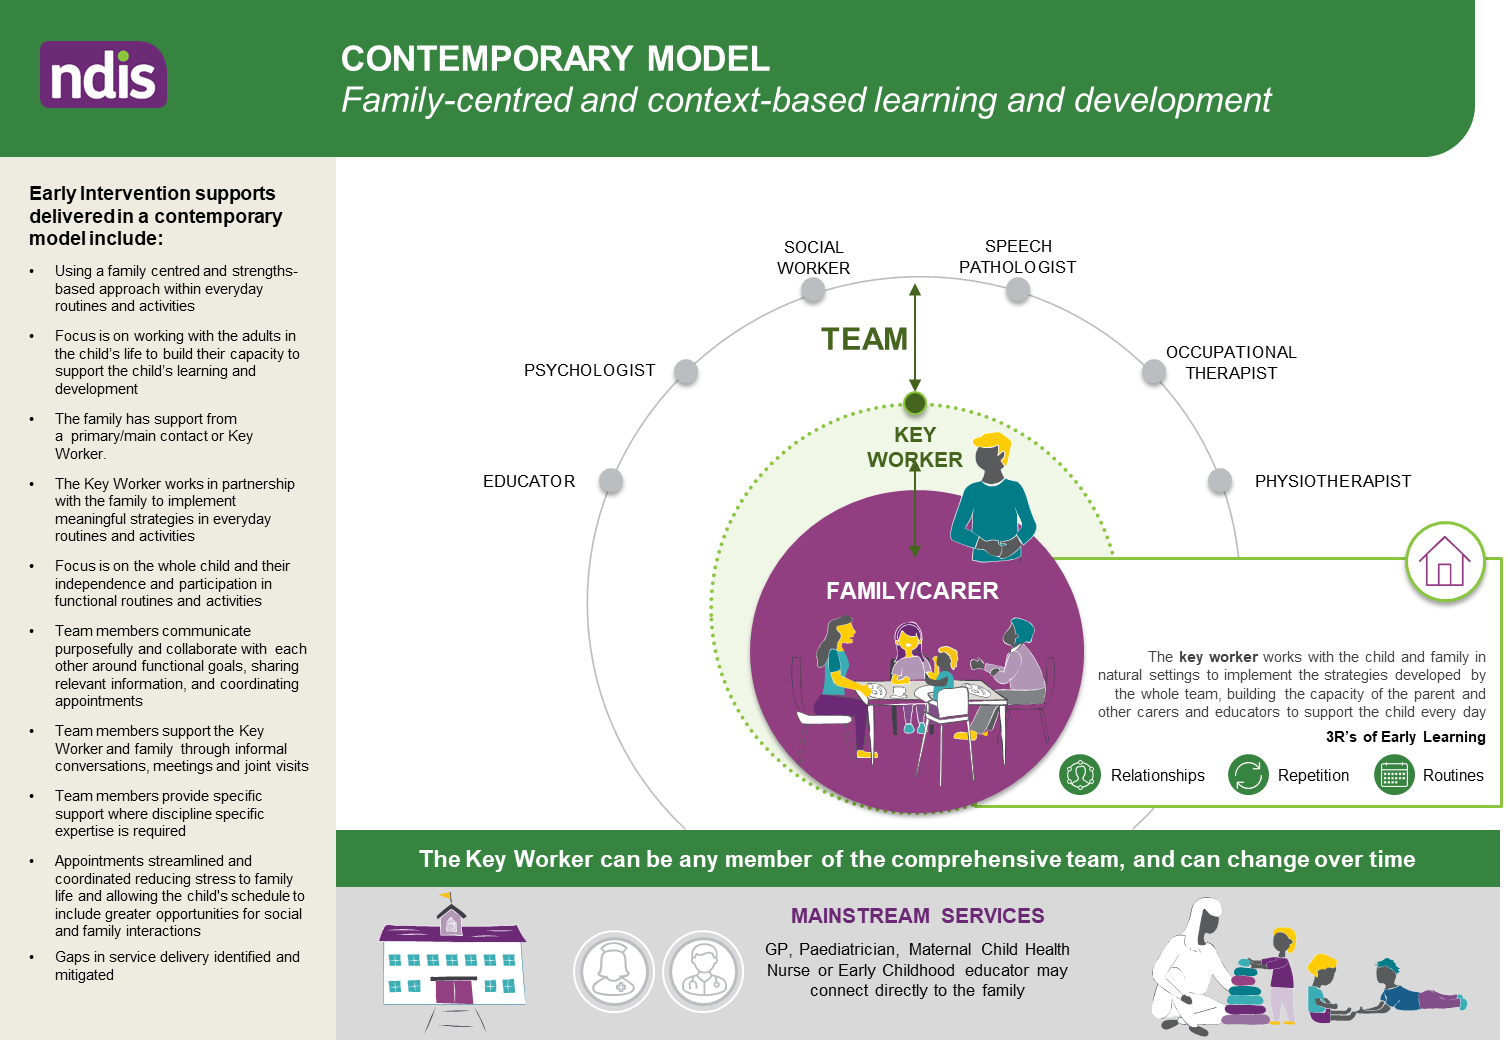 ndis
CONTEMPORARY MODEL
Family-centred and context-based learning and development
Early Intervention supports
delivered in a contemporary
model include:
• Using a family centred and strengths-
based approach within everyday
routines and activities
• Focus is on working with the adults in
the child’s life to build their capacity to
support the child’s learning and
development
• The family has support from
a primary/main contact or Key
Worker.
• The Key Worker works in partnership
with the family to implement
meaningful strategies in everyday
routines and activities
• Focus is on the whole child and their
independence and participation in
functional routines and activities
• Team members communicate
purposefully and collaborate with each
other around functional goals, sharing
relevant information, and coordinating
appointments
• Team members support the Key
Worker and family through informal
conversations, meetings and joint visits
• Team members provide specific
support where discipline specific
expertise is required
• Appointments streamlined and
coordinated reducing stress to family
life and allowing the child's schedule to
include greater opportunities for social
and family interactions
• Gaps in service delivery identified and
mitigated
SOCIAL
WORKER
SPEECH
PATHOLOGIST
TEAM
PSYCHOLOGIST
OCCUPATIONAL
THERAPIST
EDUCATOR
PHYSIOTHERAPIST
KEY
WORKER
FAMILY/CARER
The key worker works with the child and family in
natural settings to implement the strategies developed by
the whole team, building the capacity of the parent and
other carers and educators to support the child every day
3R’s of Early Learning
Relationships
Repetition
Routines
The Key Worker can be any member of the comprehensive team, and can change over time
MAINSTREAM SERVICES
GP, Paediatrician, Maternal Child Health
Nurse or Early Childhood educator may
connect directly to the family